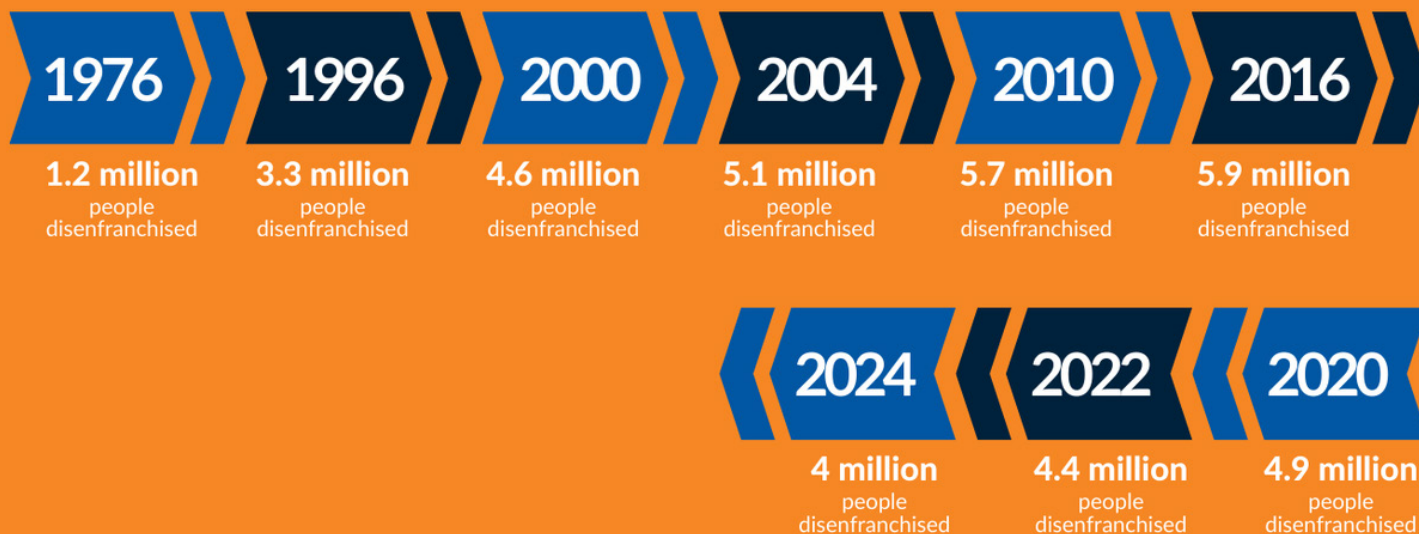 1976
1996
2000
2004
2010
2016
1.2 million
people
disenfranchised
3.3 million
people
disenfranchised
4.6 million
people
disenfranchised
5.1 million
people
disenfranchised
5.7 million
people
disenfranchised
5.9 million
people
disenfranchised
2024
2022
2020
4 million
people
disenfranchised
4.4 million
people
disenfranchised
4.9 million
people
disenfranchised